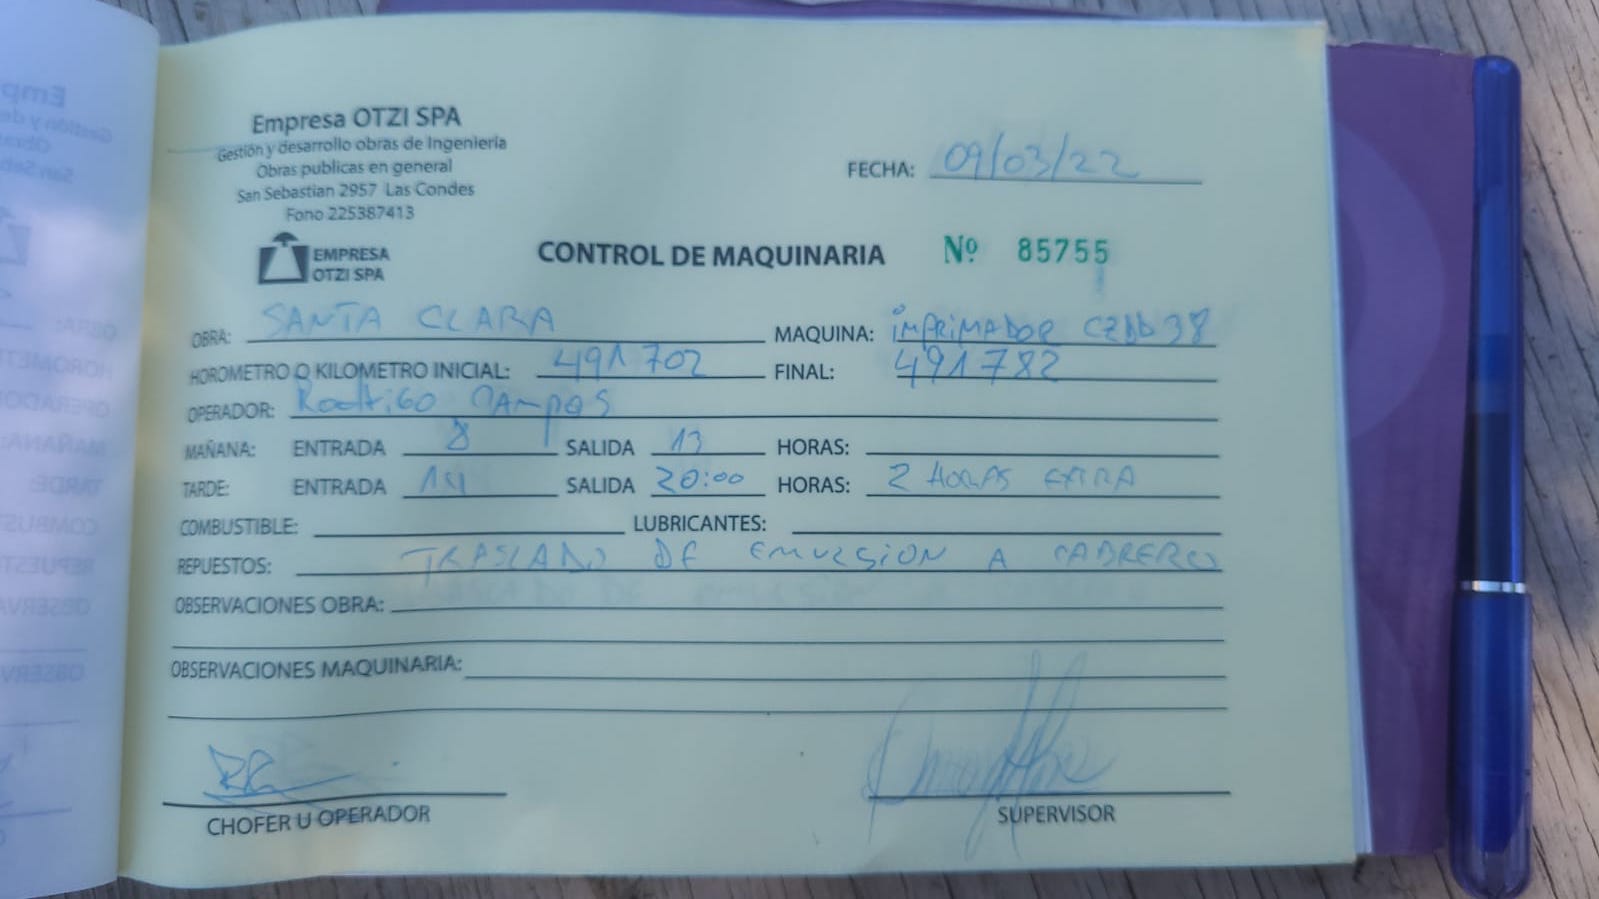 Empresa OTZI SPA
Gestión y desarrollo obras de Ingenieria
Obras publicas en general
San Sebastian 2957 Las Condes
Fono 225387413
EMPRESA
OTZI SPA
FECHA: 09/03/22
CONTROL DE MAQUINARIA Nº 85755
OBRA: SANTA CLARA MAQUINA: imprimador CZDD38
HOROMETRO O KILOMETRO INICIAL: 491702 FINAL: 491782
OPERADOR: Rodrigo Campos
MAÑANA: ENTRADA 8 SALIDA 13 HORAS:
TARDE: ENTRADA 14 SALIDA 20:00 HORAS: 2 HORAS EXTRA
COMBUSTIBLE: LUBRICANTES:
REPUESTOS: TRASLADO DE EMULSION A CABRERO
OBSERVACIONES OBRA:
OBSERVACIONES MAQUINARIA:
CHOFER U OPERADOR SUPERVISOR